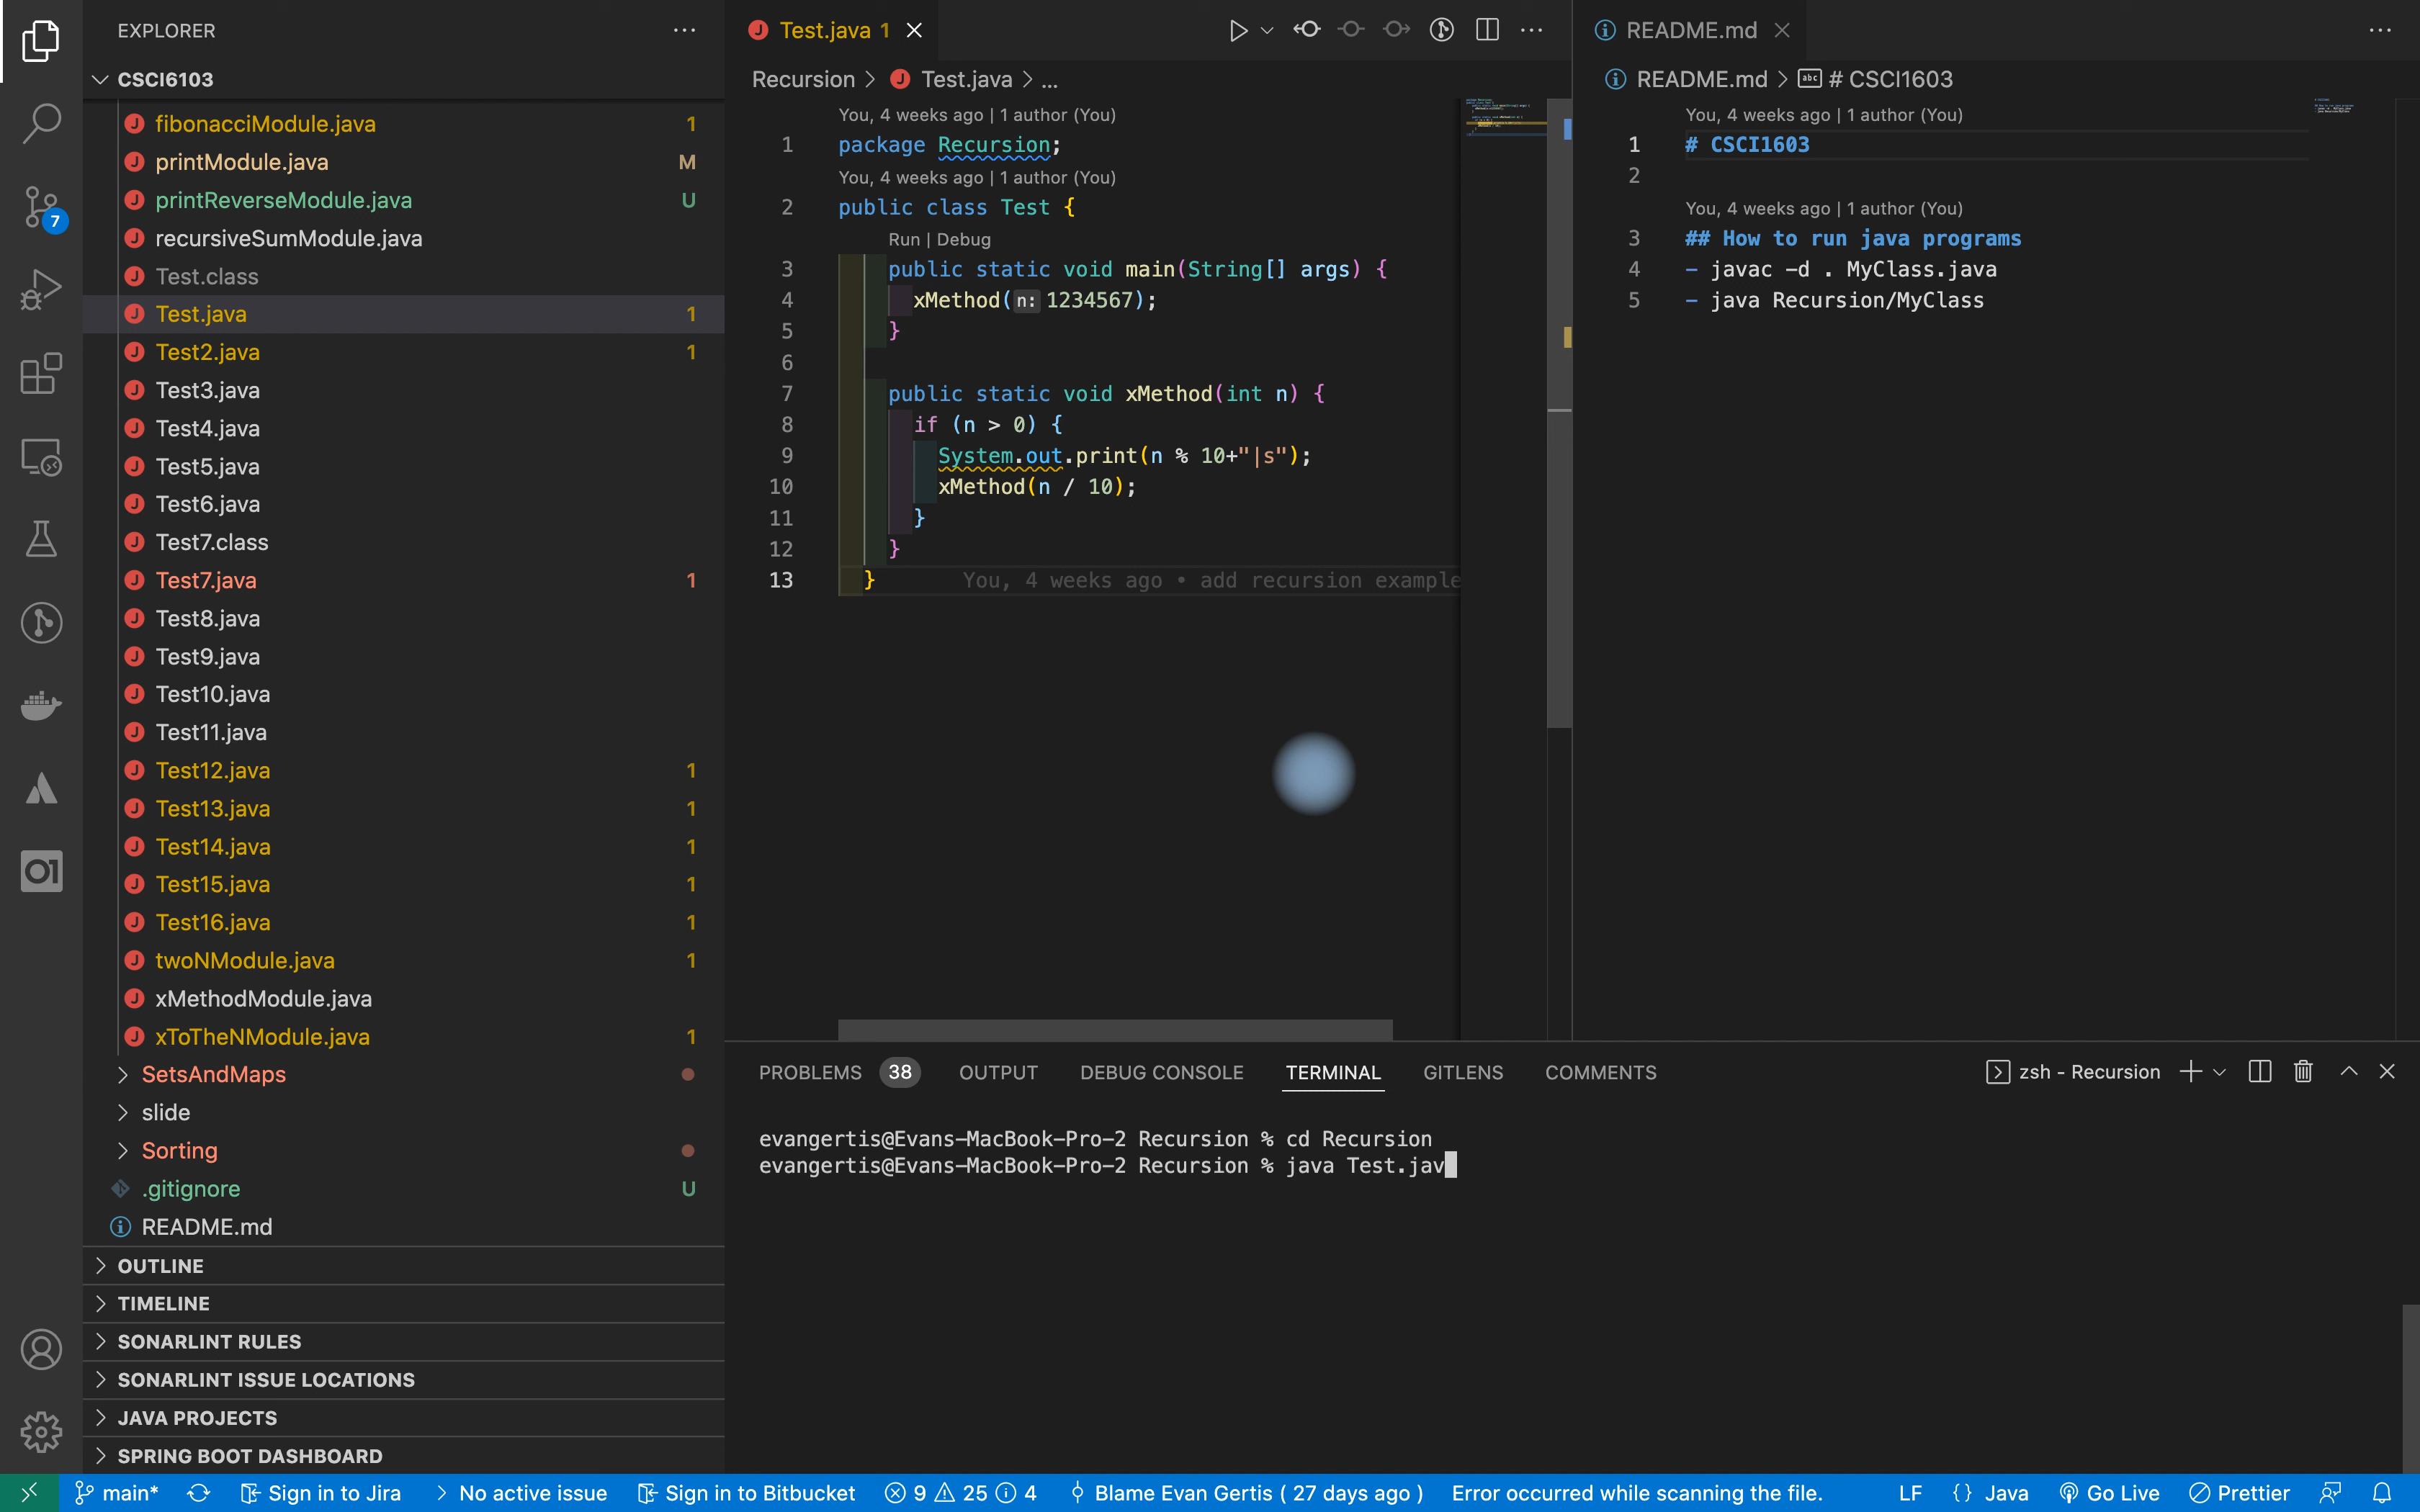 EXPLORER
CSCI6103
fibonacciModule.java 1
printModule.java M
printReverseModule.java U
recursiveSumModule.java
Test.class
Test.java 1
Test2.java 1
Test3.java
Test4.java
Test5.java
Test6.java
Test7.class
Test7.java 1
Test8.java
Test9.java
Test10.java
Test11.java
Test12.java 1
Test13.java 1
Test14.java 1
Test15.java 1
Test16.java 1
twoNModule.java 1
xMethodModule.java
xToTheNModule.java 1
SetsAndMaps
slide
Sorting
.gitignore U
README.md
OUTLINE
TIMELINE
SONARLINT RULES
SONARLINT ISSUE LOCATIONS
JAVA PROJECTS
SPRING BOOT DASHBOARD
7
Test.java 1
Recursion > Test.java > ...
You, 4 weeks ago | 1 author (You)
1 package Recursion;
You, 4 weeks ago | 1 author (You)
2 public class Test {
Run | Debug
3 public static void main(String[] args) {
4 xMethod(n: 1234567);
5 }
6
7 public static void xMethod(int n) {
8 if (n > 0) {
9 System.out.print(n % 10+"|s");
10 xMethod(n / 10);
11 }
12 }
13 } You, 4 weeks ago • add recursion example
README.md
README.md > # CSCI1603
You, 4 weeks ago | 1 author (You)
1 # CSCI1603
2
You, 4 weeks ago | 1 author (You)
3 ## How to run java programs
4 - javac -d . MyClass.java
5 - java Recursion/MyClass
PROBLEMS 38 OUTPUT DEBUG CONSOLE TERMINAL GITLENS COMMENTS zsh - Recursion
evangertis@Evans-MacBook-Pro-2 Recursion % cd Recursion
evangertis@Evans-MacBook-Pro-2 Recursion % java Test.jav
main* Sign in to Jira No active issue Sign in to Bitbucket 9 25 4 Blame Evan Gertis ( 27 days ago ) Error occurred while scanning the file. LF {} Java Go Live Prettier